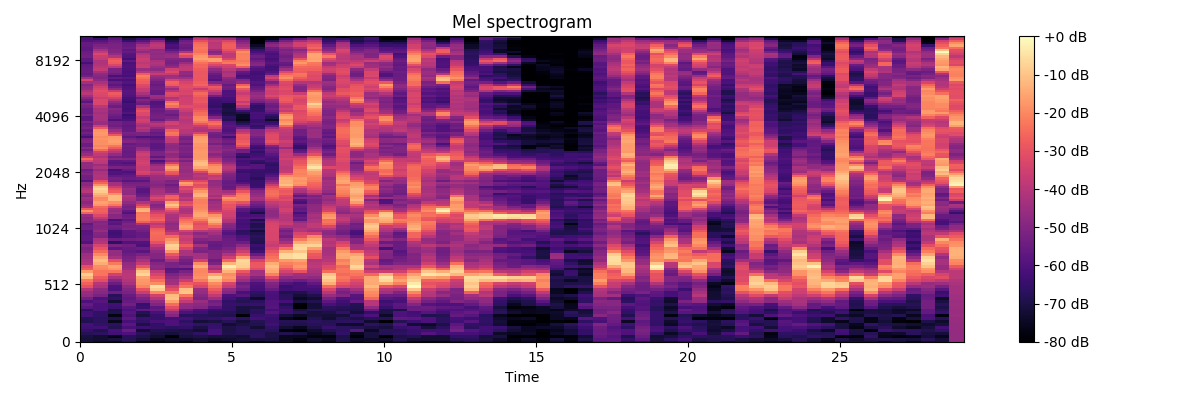 Mel spectrogram
Hz
8192
4096
2048
1024
512
0
0 5 10 15 20 25
Time
+0 dB
-10 dB
-20 dB
-30 dB
-40 dB
-50 dB
-60 dB
-70 dB
-80 dB